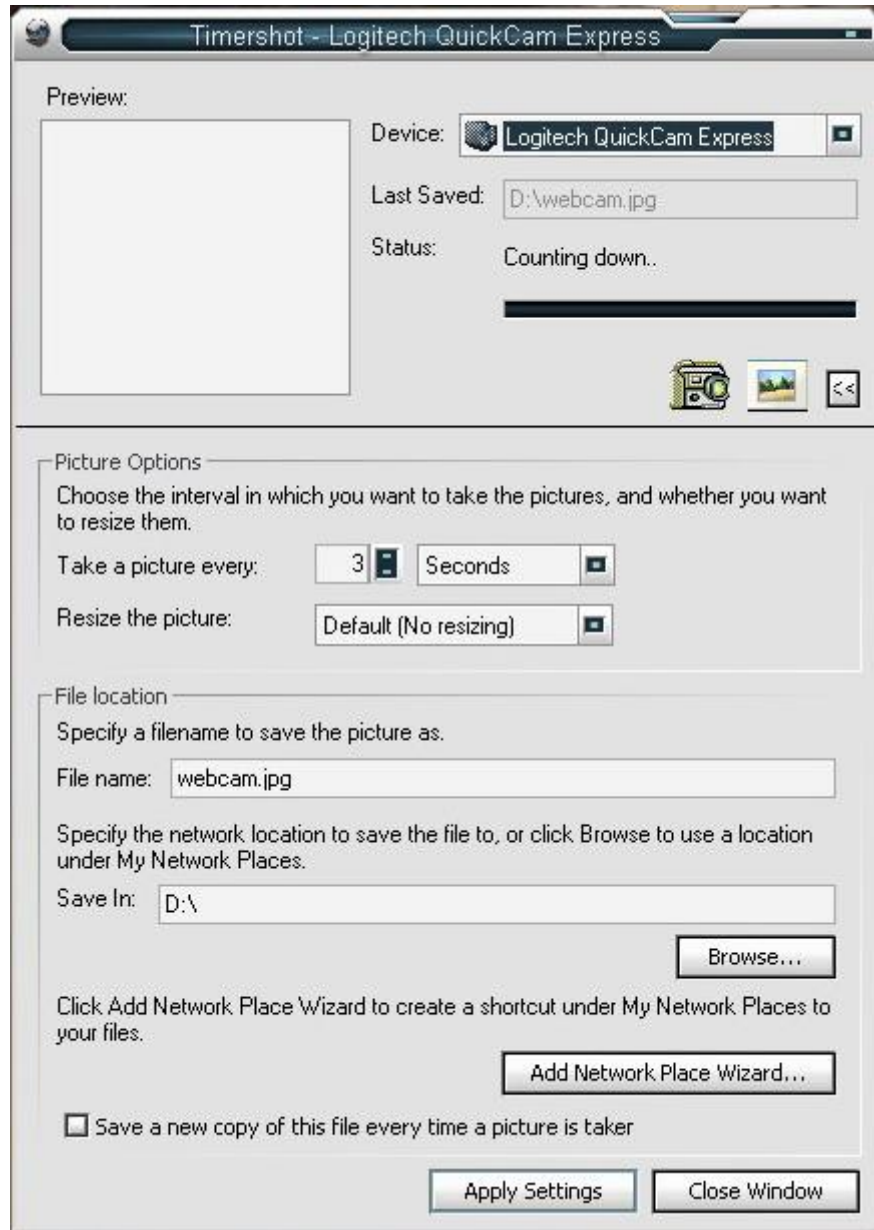 Timershot - Logitech QuickCam Express
Preview:
Device:
Logitech QuickCam Express
Last Saved:
D:\webcam.jpg
Status:
Counting down..
<<
Picture Options
Choose the interval in which you want to take the pictures, and whether you want
to resize them.
Take a picture every:
3
Seconds
Resize the picture:
Default (No resizing)
File location
Specify a filename to save the picture as.
File name:
webcam.jpg
Specify the network location to save the file to, or click Browse to use a location
under My Network Places.
Save In:
D:\
Browse...
Click Add Network Place Wizard to create a shortcut under My Network Places to
your files.
Add Network Place Wizard...
Save a new copy of this file every time a picture is taker
Apply Settings
Close Window